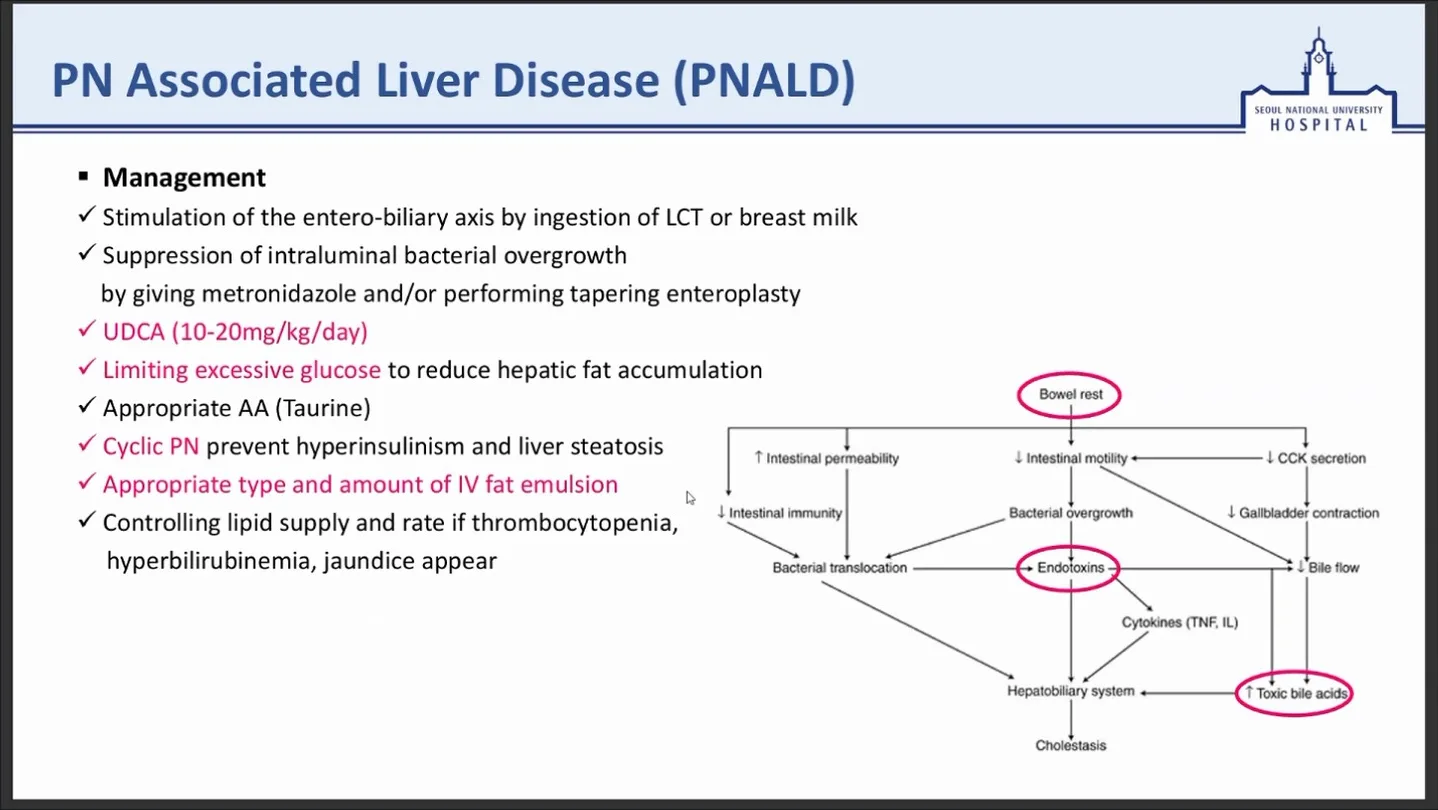 PN Associated Liver Disease (PNALD)
SEOUL NATIONAL UNIVERSITY
HOSPITAL
▪ Management
✓ Stimulation of the entero-biliary axis by ingestion of LCT or breast milk
✓ Suppression of intraluminal bacterial overgrowth
by giving metronidazole and/or performing tapering enteroplasty
✓ UDCA (10-20mg/kg/day)
✓ Limiting excessive glucose to reduce hepatic fat accumulation
✓ Appropriate AA (Taurine)
✓ Cyclic PN prevent hyperinsulinism and liver steatosis
✓ Appropriate type and amount of IV fat emulsion
✓ Controlling lipid supply and rate if thrombocytopenia,
hyperbilirubinemia, jaundice appear
Bowel rest
↑ Intestinal permeability
↓ Intestinal motility
↓ CCK secretion
↓ Intestinal immunity
Bacterial overgrowth
↓ Gallbladder contraction
Bacterial translocation
Endotoxins
↓ Bile flow
Cytokines (TNF, IL)
Hepatobiliary system
↑ Toxic bile acids
Cholestasis